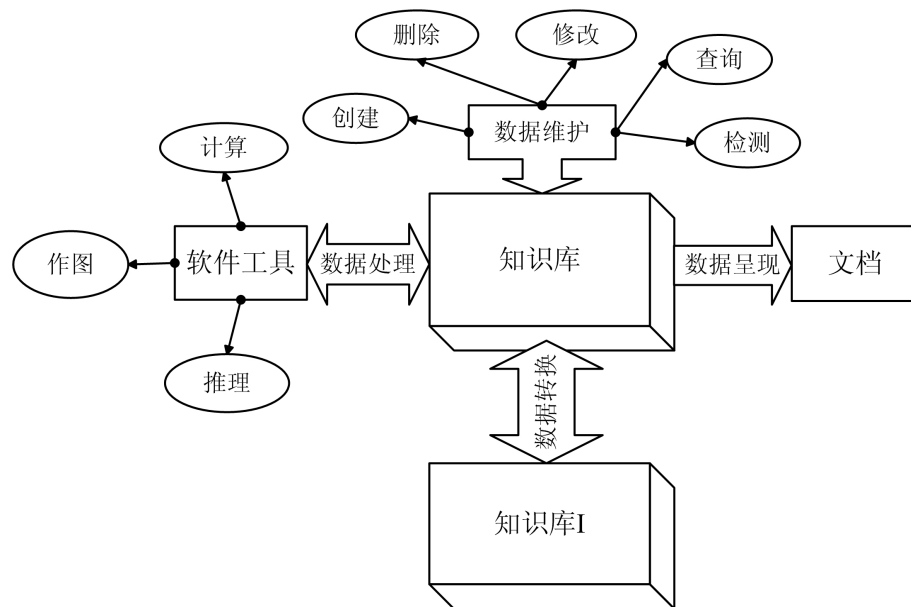 删除
修改
查询
创建
数据维护
检测
计算
作图
软件工具
数据处理
知识库
数据呈现
文档
推理
数据转换
知识库I